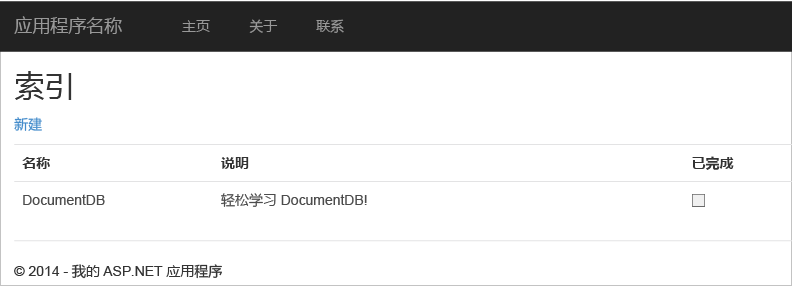 应用程序名称 主页 关于 联系
索引
新建
名称 说明 已完成
DocumentDB 轻松学习 DocumentDB!
© 2014 - 我的 ASP.NET 应用程序